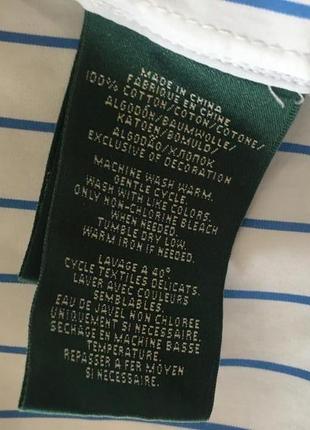 MADE IN CHINA
FABRIQUE EN CHINE
100% COTTON/COTON/COTONE/
ALGODÓN/BAUMWOLLE/
KATOEN/BOMULD/
ALGODÃO/ΧΛΠΟΠΟΚ
EXCLUSIVE OF DECORATION
MACHINE WASH WARM.
GENTLE CYCLE.
WASH WITH LIKE COLORS.
ONLY NON-CHLORINE BLEACH
WHEN NEEDED.
TUMBLE DRY LOW.
WARM IRON IF NEEDED.
LAVAGE A 40°
CYCLE TEXTILES DELICATS.
LAVER AVEC COULEURS
SEMBLABLES.
EAU DE JAVEL NON CHLOREE
UNIQUEMENT SI NECESSAIRE.
SECHAGE EN MACHINE BASSE
TEMPERATURE.
REPASSER A FER MOYEN
SI NECESSAIRE.